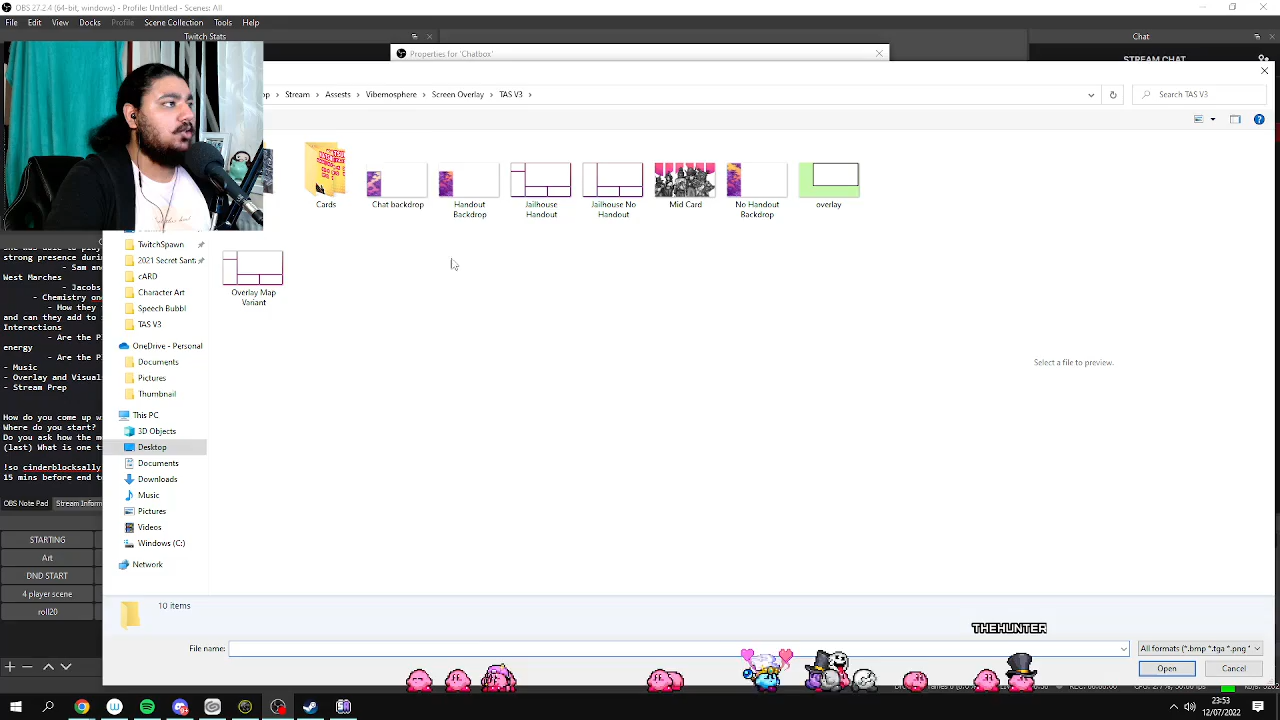 OBS 27.2.4 (64-bit, windows) - Profile: Untitled - Scenes: All
File Edit View Docks Profile Scene Collection Tools Help
Twitch Stats
Chat
Properties for 'Chatbox'
STREAM CHAT
op > Stream > Assests > Vibemosphere > Screen Overlay > TAS V3 >
Search TAS V3
Cards
Chat backdrop
Handout Backdrop
Jailhouse Handout
Jailhouse No Handout
Mid Card
No Handout Backdrop
overlay
Overlay Map Variant
TwitchSpawn
2021 Secret Sant
cARD
Character Art
Speech Bubbl
TAS V3
OneDrive - Personal
Documents
Pictures
Thumbnail
This PC
3D Objects
Desktop
Documents
Downloads
Music
Pictures
Videos
Windows (C:)
Network
Select a file to preview.
strong presence
- Sam an
West Marches
- Jacobs
- Chemistry on
- How they
and can they add to
Inter
- Are the P
energy
- Are the P
- Music
- Overlay and Visual
- Stream Prep
How do you come up w
Where do you start?
Do you ask how the m
(last) What is one t
!so cinderblocksally
15 mins before end t
OBS Note Pad Stream Inform
STARTING
Art
DND START
4 player scene
roll20
10 items
THEHUNTER
File name:
All formats (*.bmp *.tga *.png *
Open
Cancel
23:53
12/07/2022